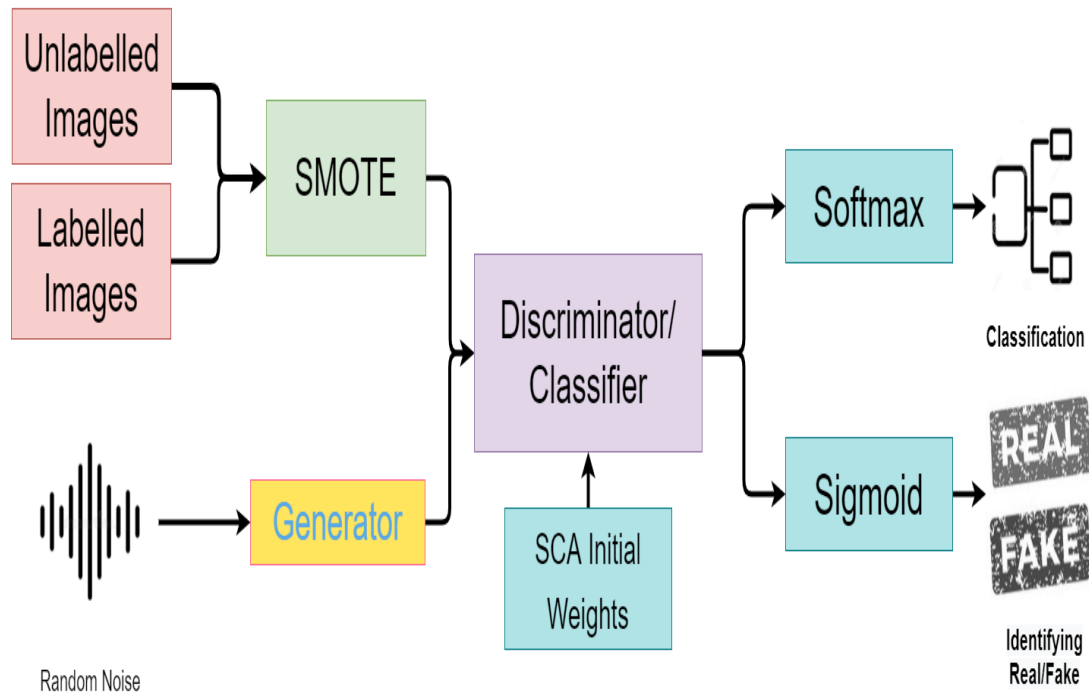 Unlabelled
Images
Labelled
Images
SMOTE
Discriminator/
Classifier
Softmax
Classification
Random Noise
Generator
SCA Initial
Weights
Sigmoid
REAL
FAKE
Identifying
Real/Fake